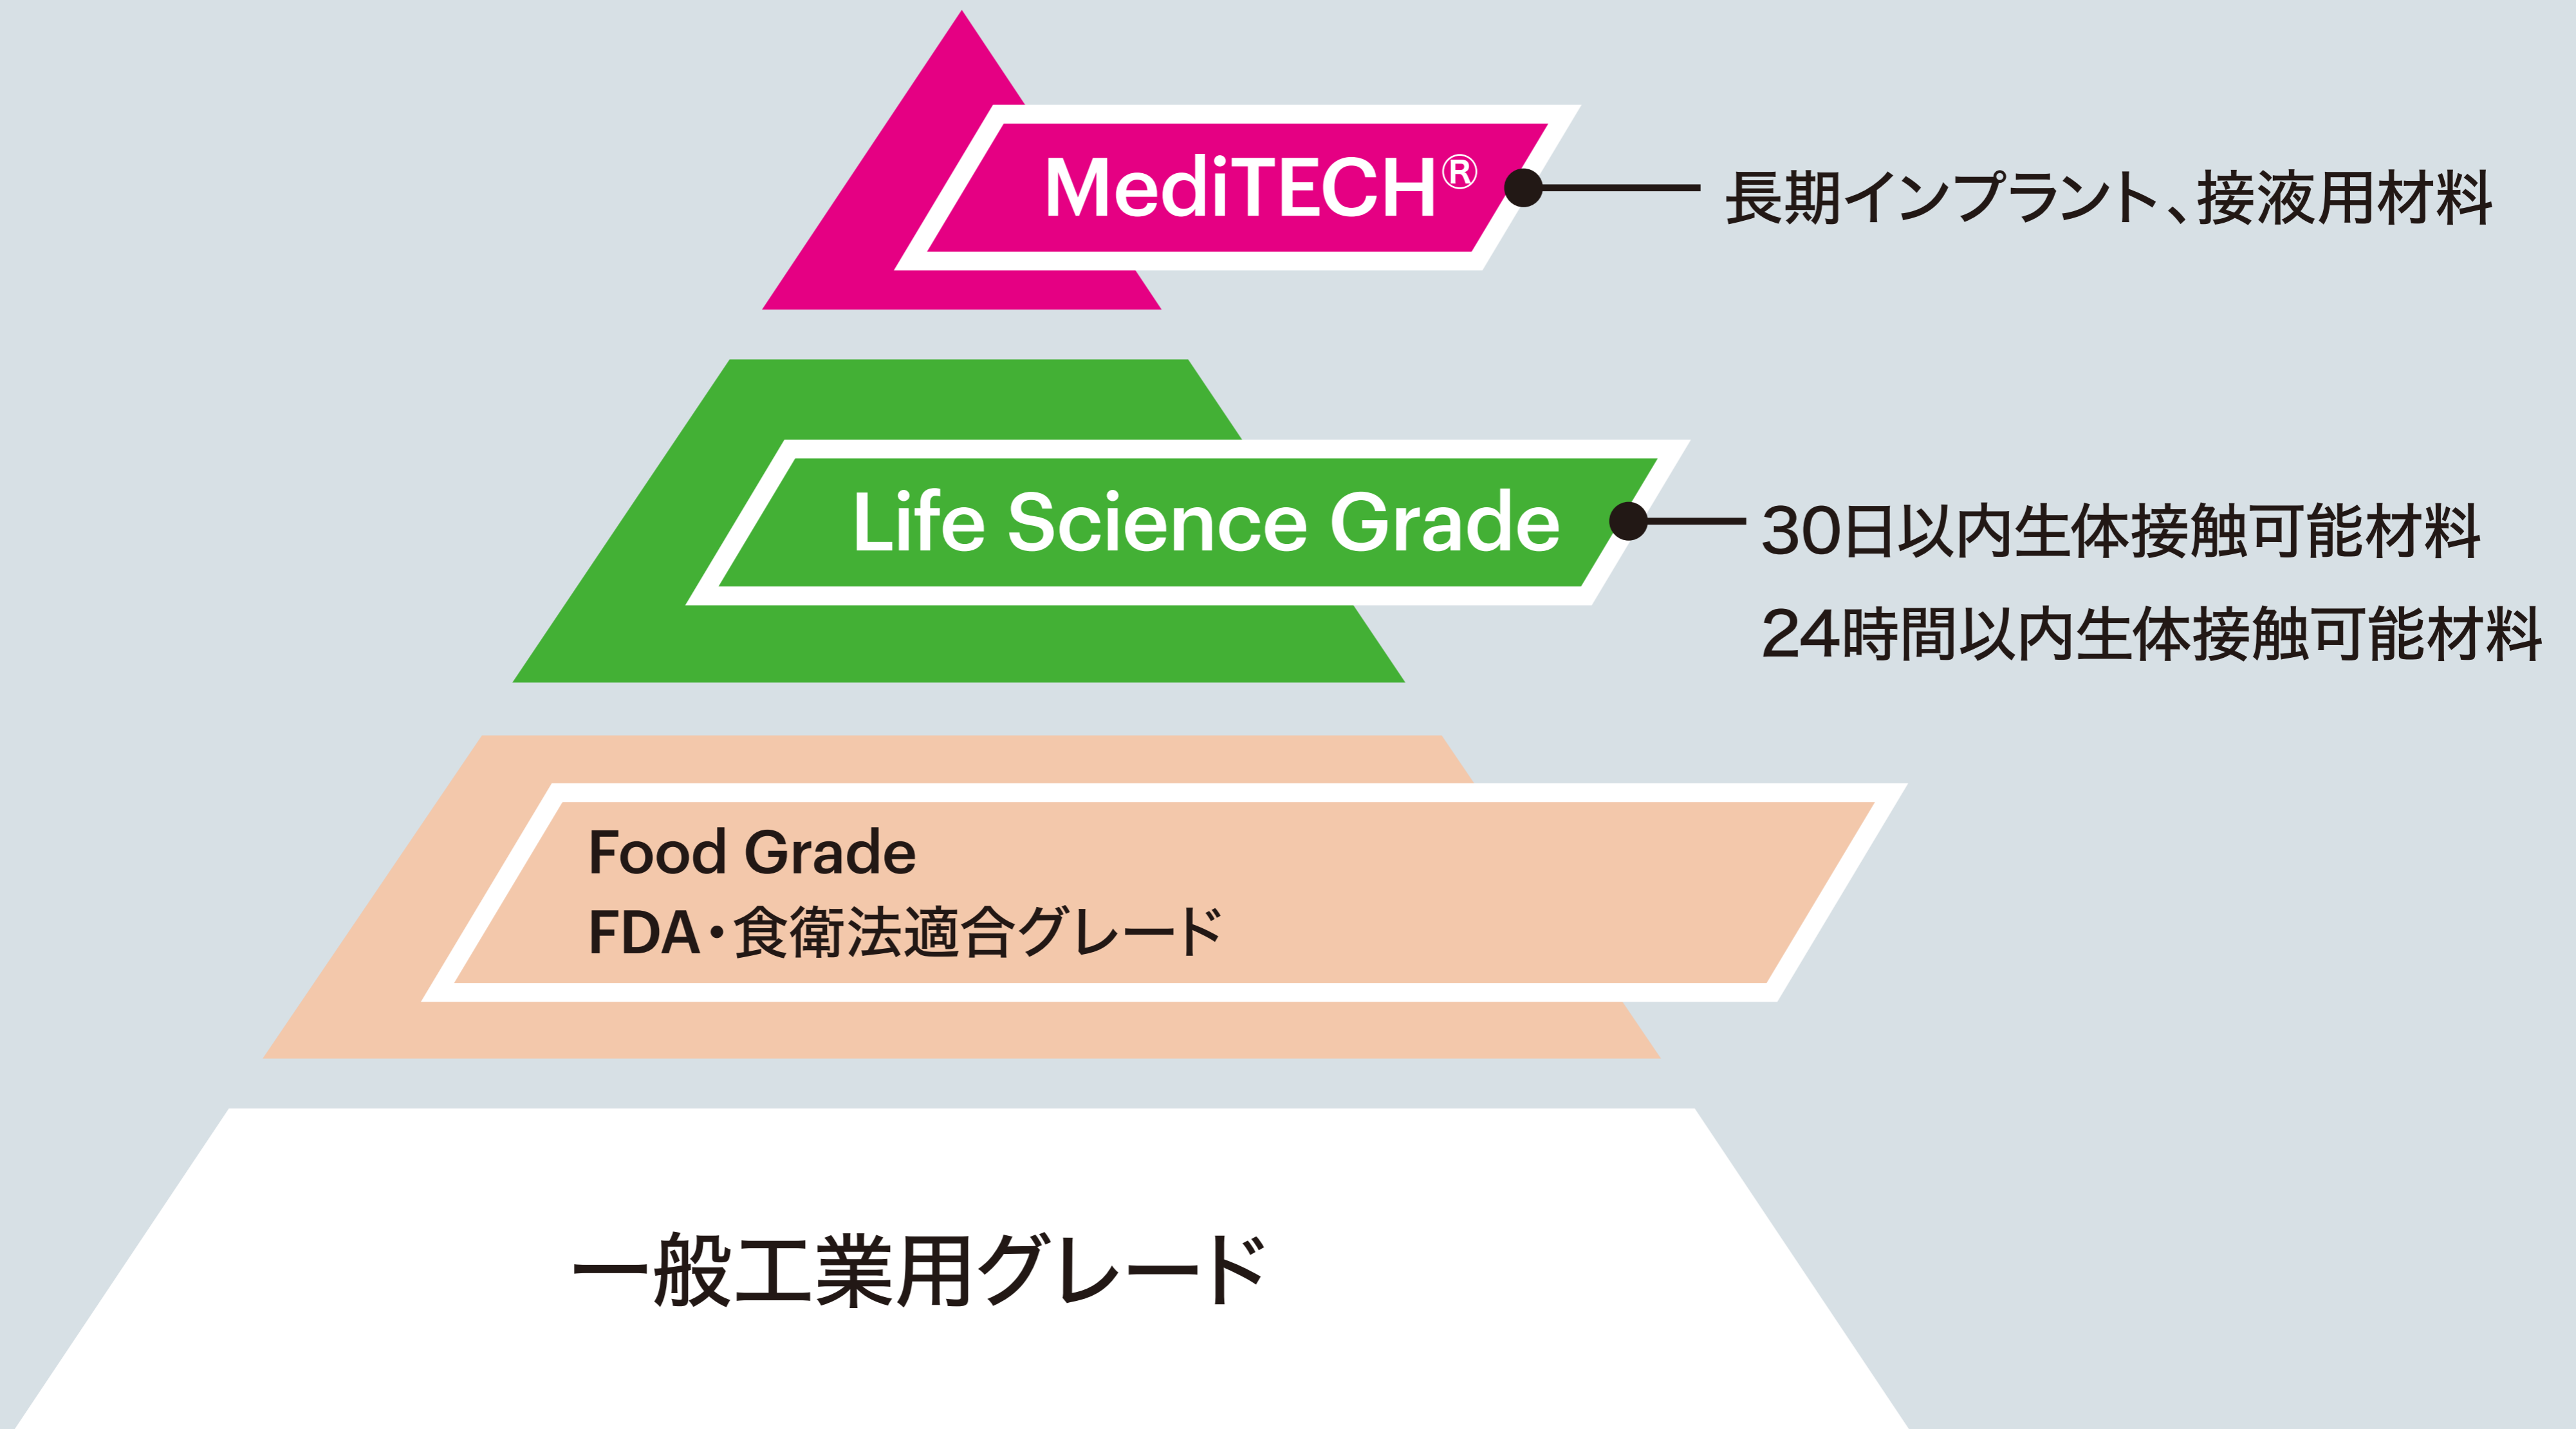 MediTECH®
長期インプラント、接液用材料
Life Science Grade
30日以内生体接触可能材料
24時間以内生体接触可能材料
Food Grade
FDA・食衛法適合グレード
一般工業用グレード